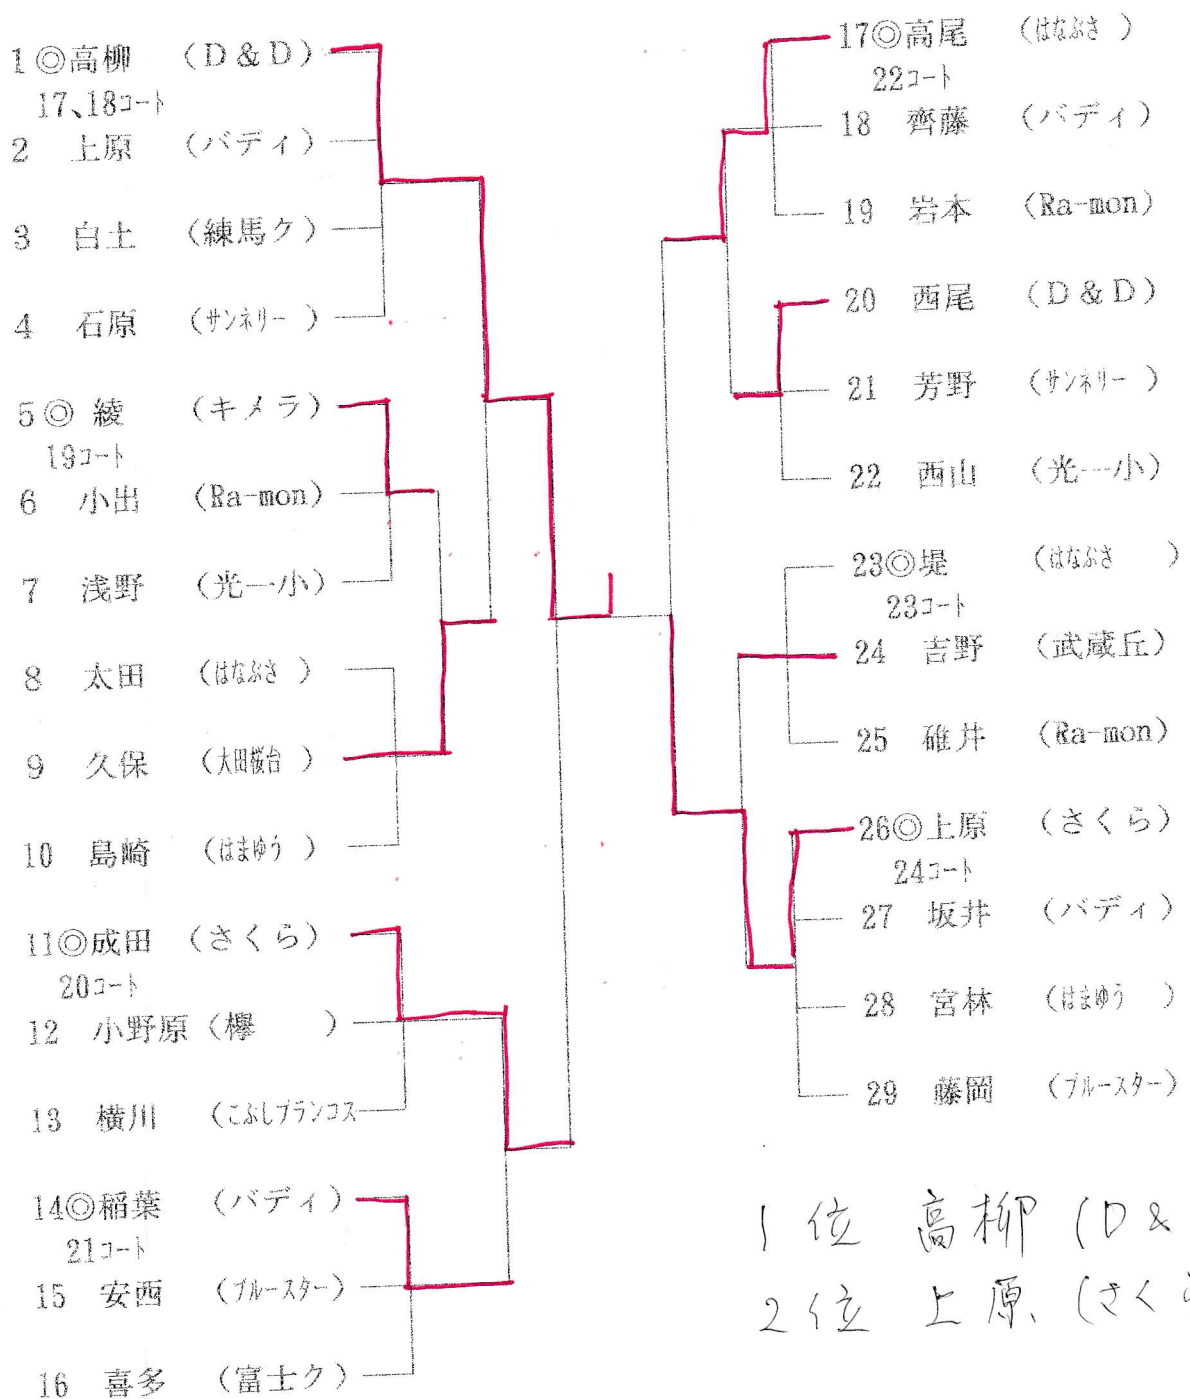 1 ◎高柳 (D&D)
17、18コート
2 上原 (バディ)
3 白土 (練馬ク)
4 石原 (サンネリー )
5◎ 綾 (キメラ)
19コート
6 小出 (Ra-mon)
7 浅野 (光一小)
8 太田 (はなぶさ )
9 久保 (大田桜台 )
10 島崎 (はまゆう )
11◎成田 (さくら)
20コート
12 小野原(欅 )
13 横川 (こぶしブランコス
14◎稲葉 (バディ)
21コート
15 安西 (ブルースター)
16 喜多 (富士ク)
17◎高尾 (はなぶさ )
22コート
18 齊藤 (バディ)
19 岩本 (Ra-mon)
20 西尾 (D&D)
21 芳野 (サンネリー )
22 西山 (光一小)
23◎堤 (はなぶさ )
23コート
24 吉野 (武蔵丘)
25 碓井 (Ra-mon)
26◎上原 (さくら)
24コート
27 坂井 (バディ)
28 宮林 (はまゆう )
29 藤岡 (ブルースター)
1位 高柳 (D&
2位 上原 (さく